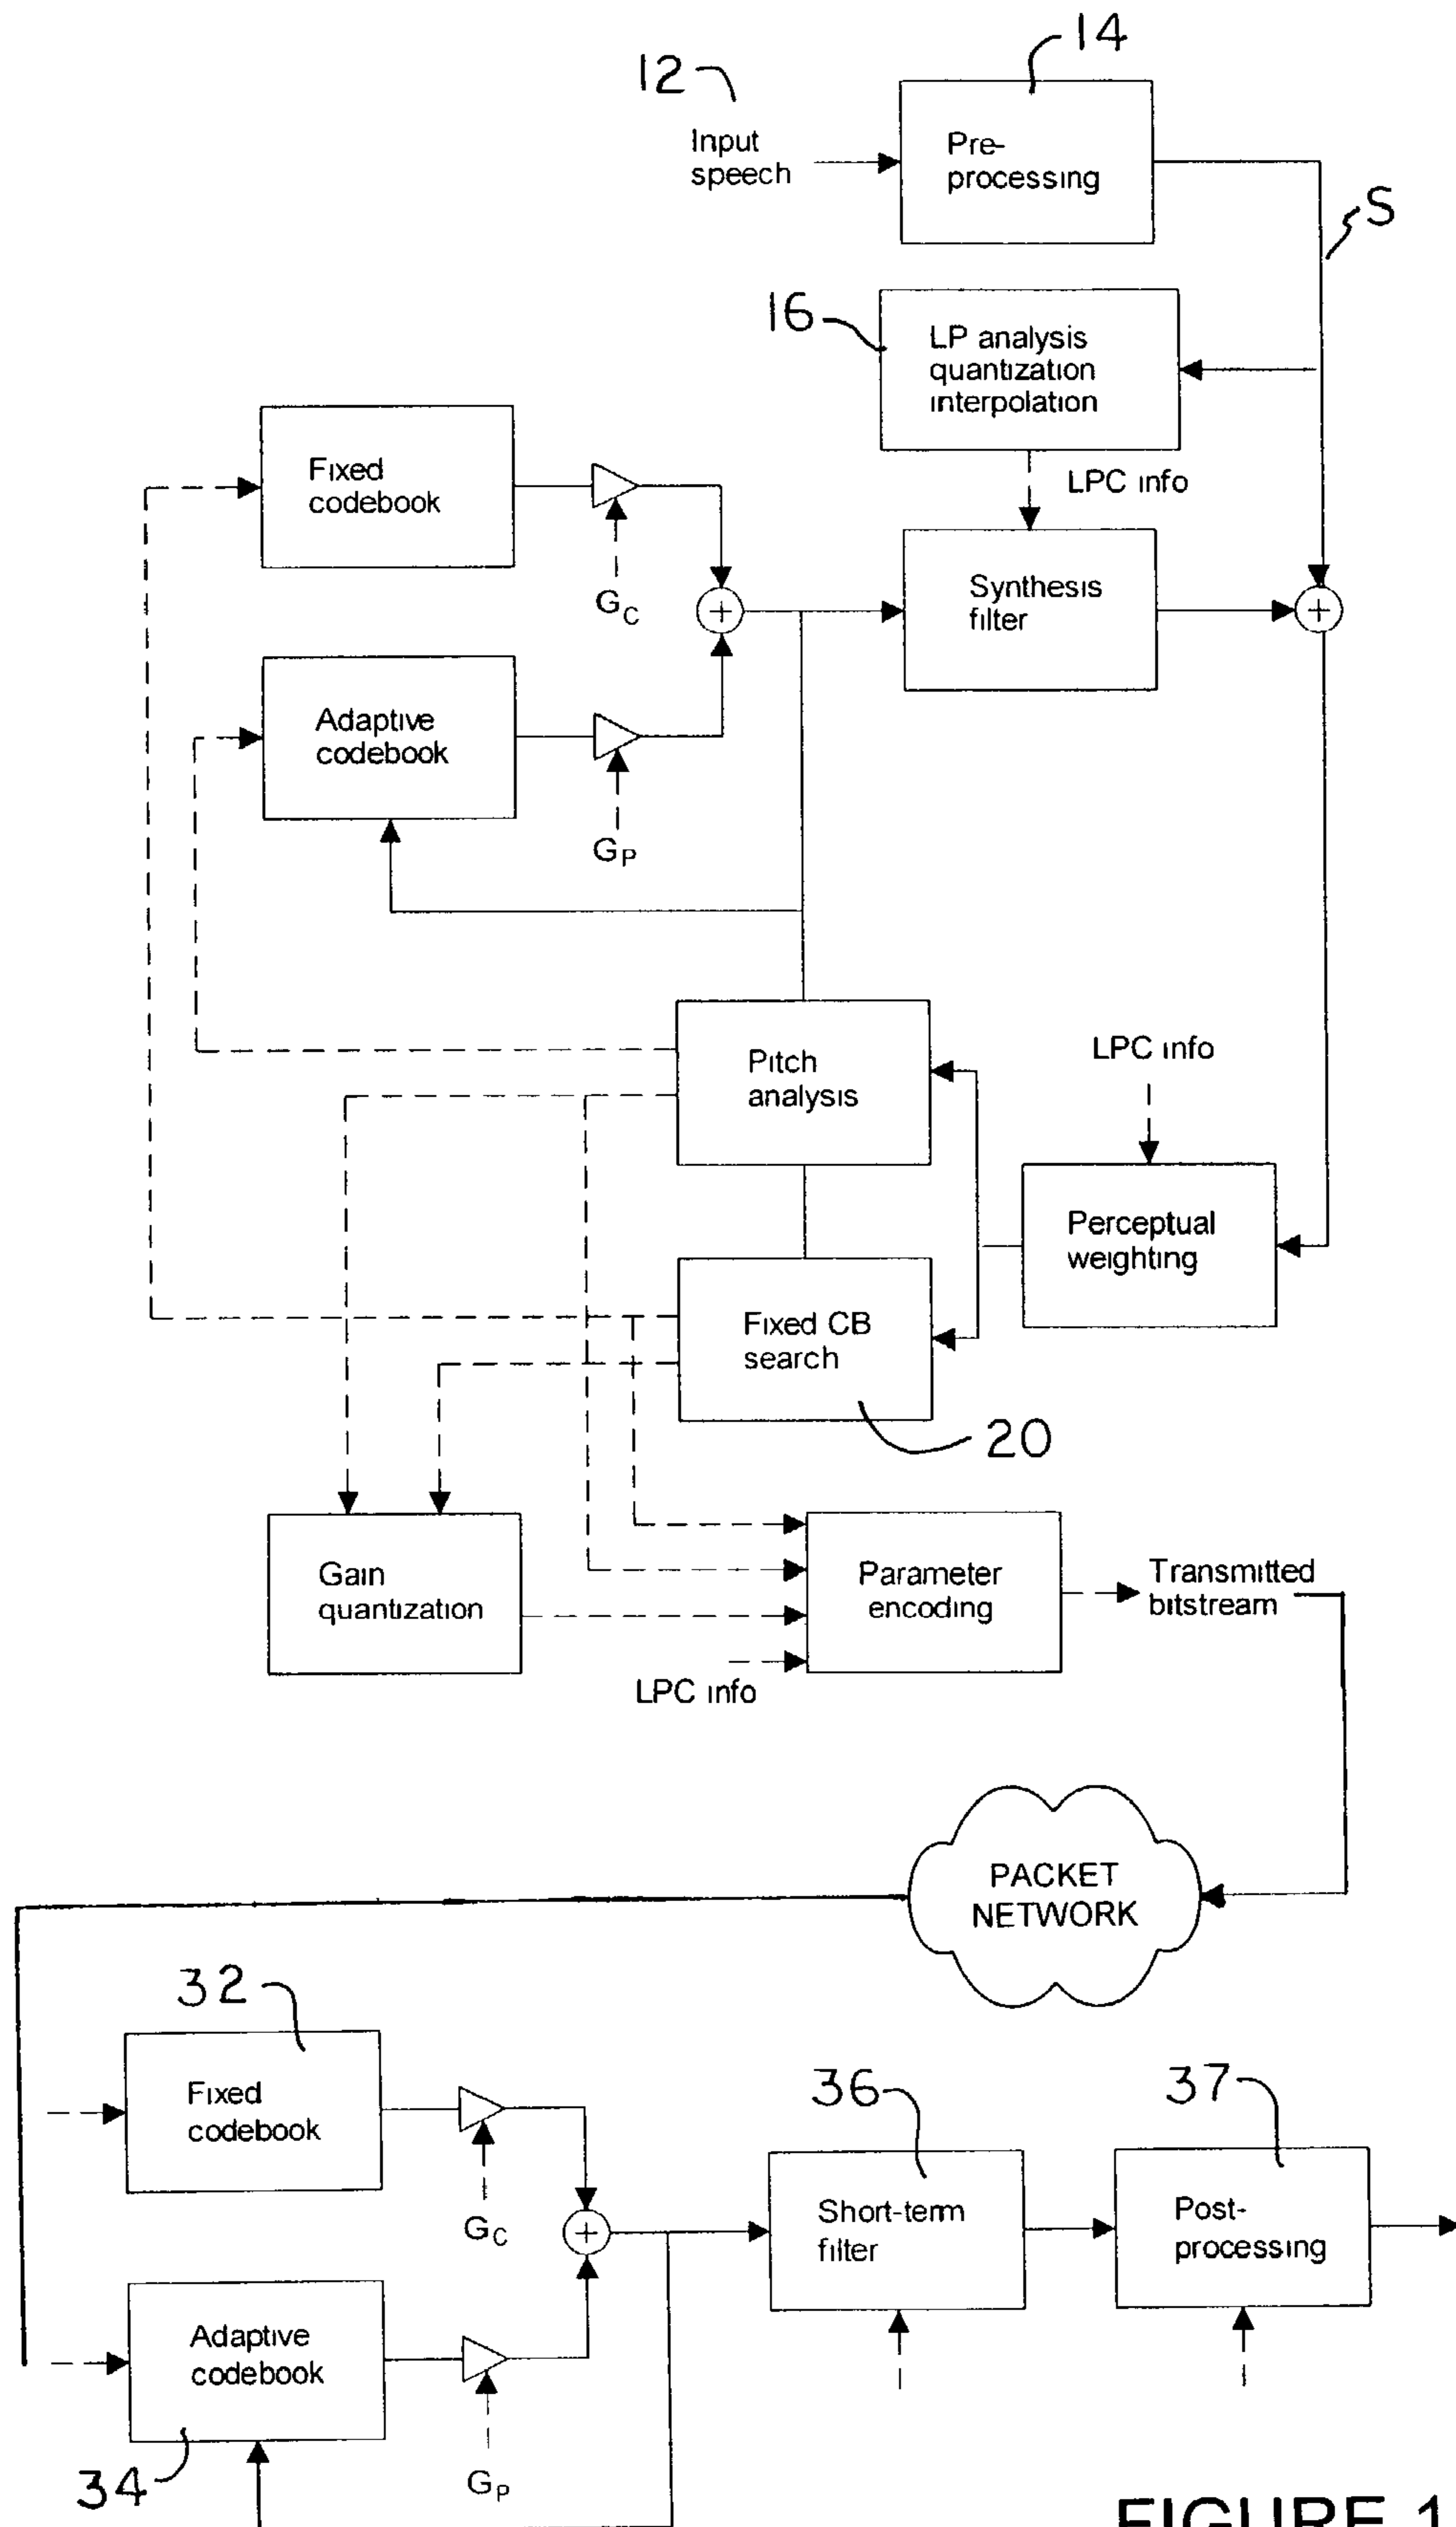 14
12
Input
speech
Pre-
processing
S
16
LP analysis
quantization
interpolation
LPC info
Fixed
codebook
GC
Synthesis
filter
+
+
Adaptive
codebook
GP
Pitch
analysis
LPC info
Perceptual
weighting
Fixed CB
search
20
Gain
quantization
Parameter
encoding
Transmitted
bitstream
LPC info
PACKET
NETWORK
32
Fixed
codebook
36
37
GC
+
Short-term
filter
Post-
processing
Adaptive
codebook
34
GP
FIGURE 1